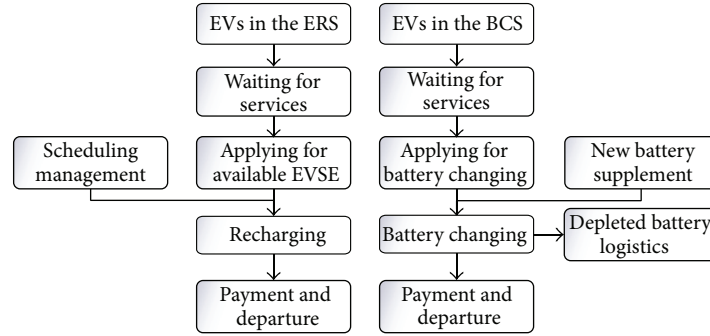 EVs in the ERS
EVs in the BCS
Waiting for
services
Waiting for
services
Scheduling
management
Applying for
available EVSE
Applying for
battery changing
New battery
supplement
Recharging
Battery changing
Depleted battery
logistics
Payment and
departure
Payment and
departure